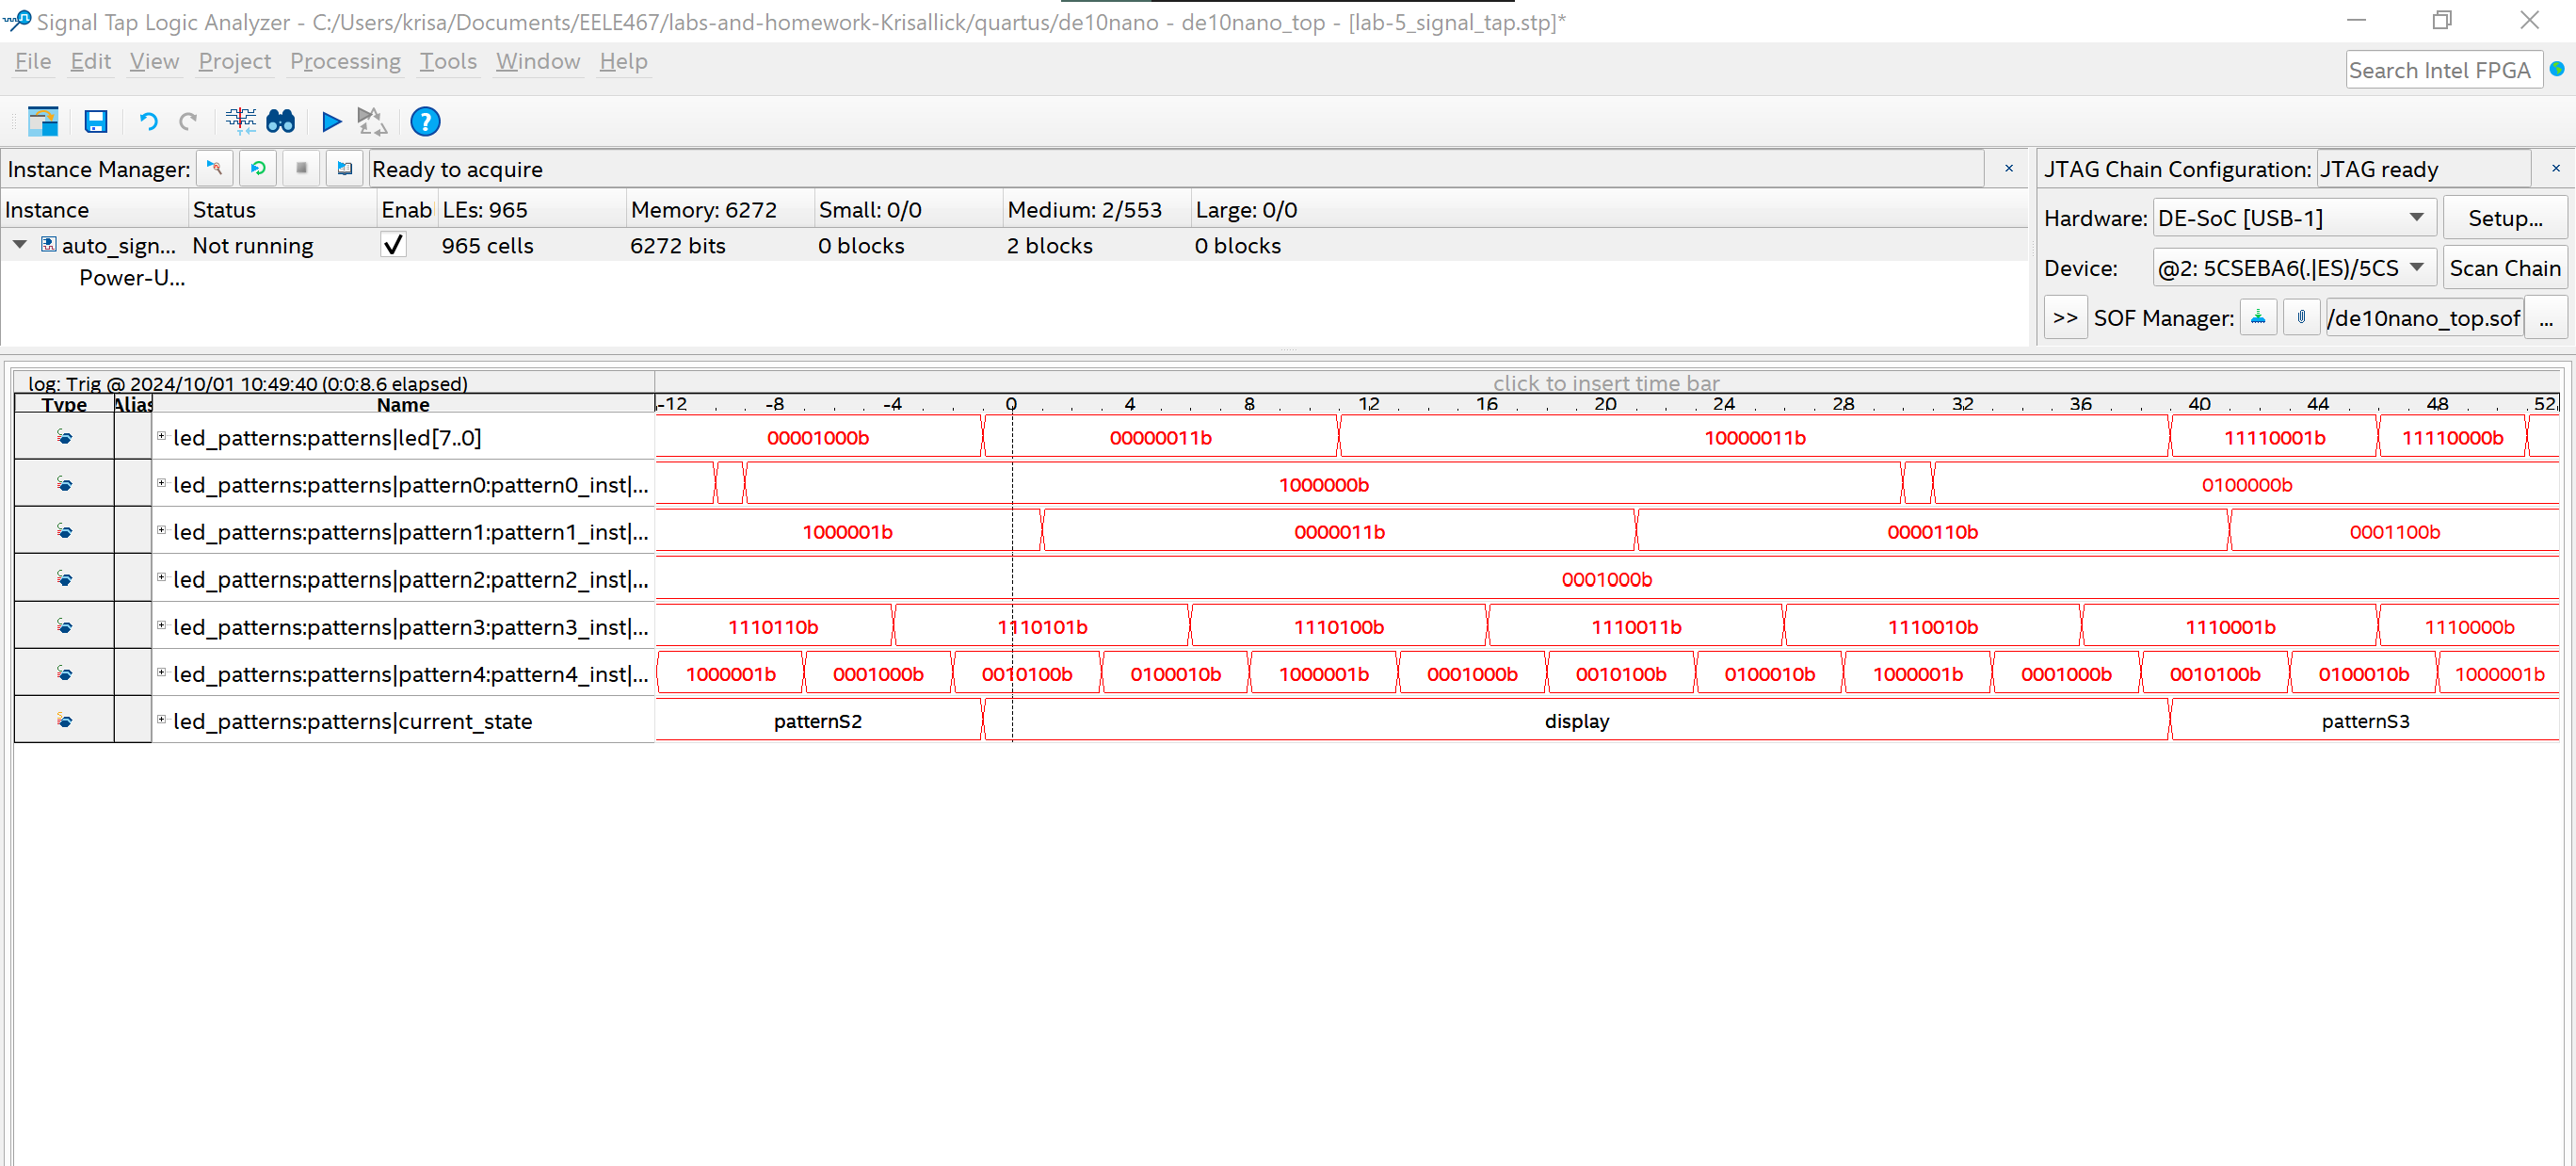 Signal Tap Logic Analyzer - C:/Users/krisa/Documents/EELE467/labs-and-homework-Krisallick/quartus/de10nano - de10nano_top - [lab-5_signal_tap.stp]*
File Edit View Project Processing Tools Window Help
Search Intel FPGA
Instance Manager: Ready to acquire
JTAG Chain Configuration: JTAG ready
Instance Status Enab LEs: 965 Memory: 6272 Small: 0/0 Medium: 2/553 Large: 0/0
auto_sign... Not running 965 cells 6272 bits 0 blocks 2 blocks 0 blocks
Power-U...
Hardware: DE-SoC [USB-1] Setup...
Device: @2: 5CSEBA6(.|ES)/5CS Scan Chain
>> SOF Manager: /de10nano_top.sof ...
log: Trig @ 2024/10/01 10:49:40 (0:0:8.6 elapsed) click to insert time bar
Type Alias Name -12 -8 -4 0 4 8 12 16 20 24 28 32 36 40 44 48 52
led_patterns:patterns|led[7..0] 00001000b 00000011b 10000011b 11110001b 11110000b
led_patterns:patterns|pattern0:pattern0_inst|... 1000000b 0100000b
led_patterns:patterns|pattern1:pattern1_inst|... 1000001b 0000011b 0000110b 0001100b
led_patterns:patterns|pattern2:pattern2_inst|... 0001000b
led_patterns:patterns|pattern3:pattern3_inst|... 1110110b 1110101b 1110100b 1110011b 1110010b 1110001b 1110000b
led_patterns:patterns|pattern4:pattern4_inst|... 1000001b 0001000b 0010100b 0100010b 1000001b 0001000b 0010100b 0100010b 1000001b 0001000b 0010100b 0100010b 1000001b
led_patterns:patterns|current_state patternS2 display patternS3